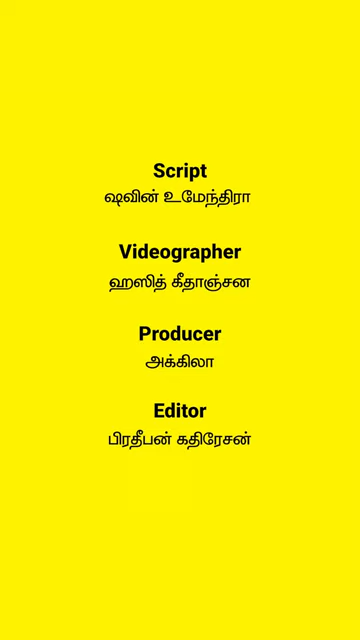 Script
ஷவின் உமேந்திரா
Videographer
ஹஸித் கீதாஞ்சன
Producer
அக்கிலா
Editor
பிரதீபன் கதிரேசன்